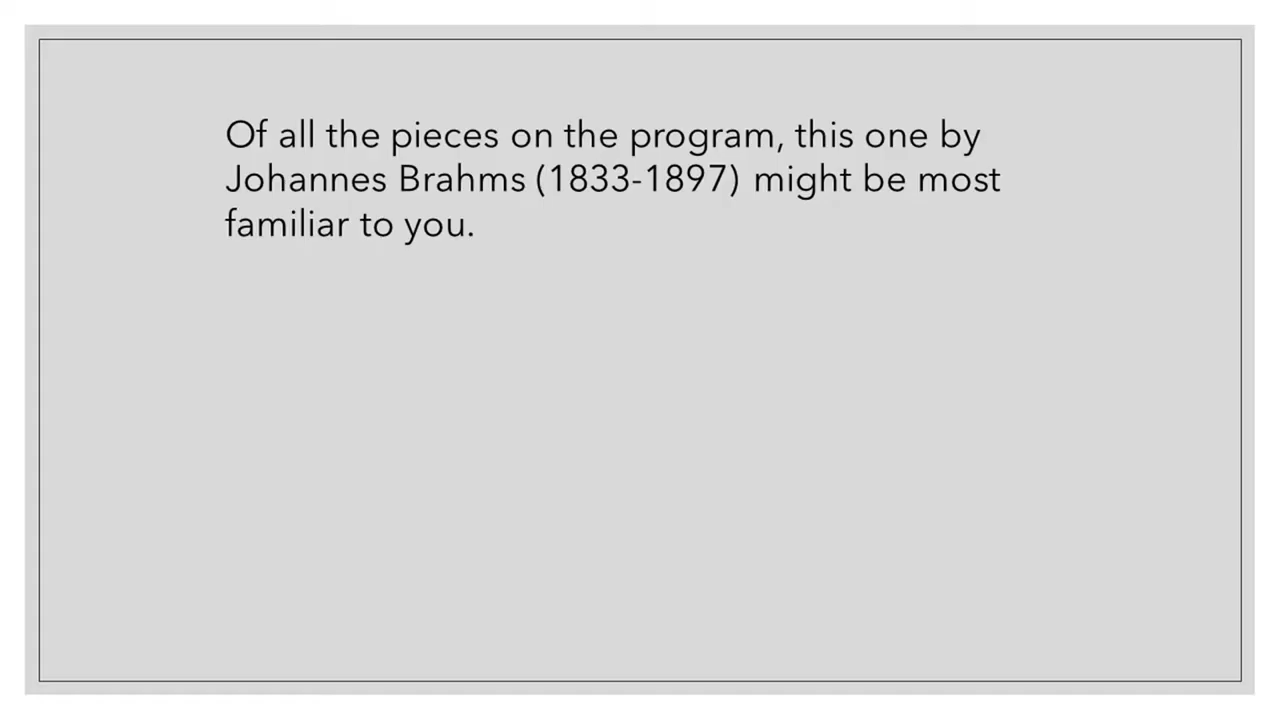 Of all the pieces on the program, this one by
Johannes Brahms (1833-1897) might be most
familiar to you.